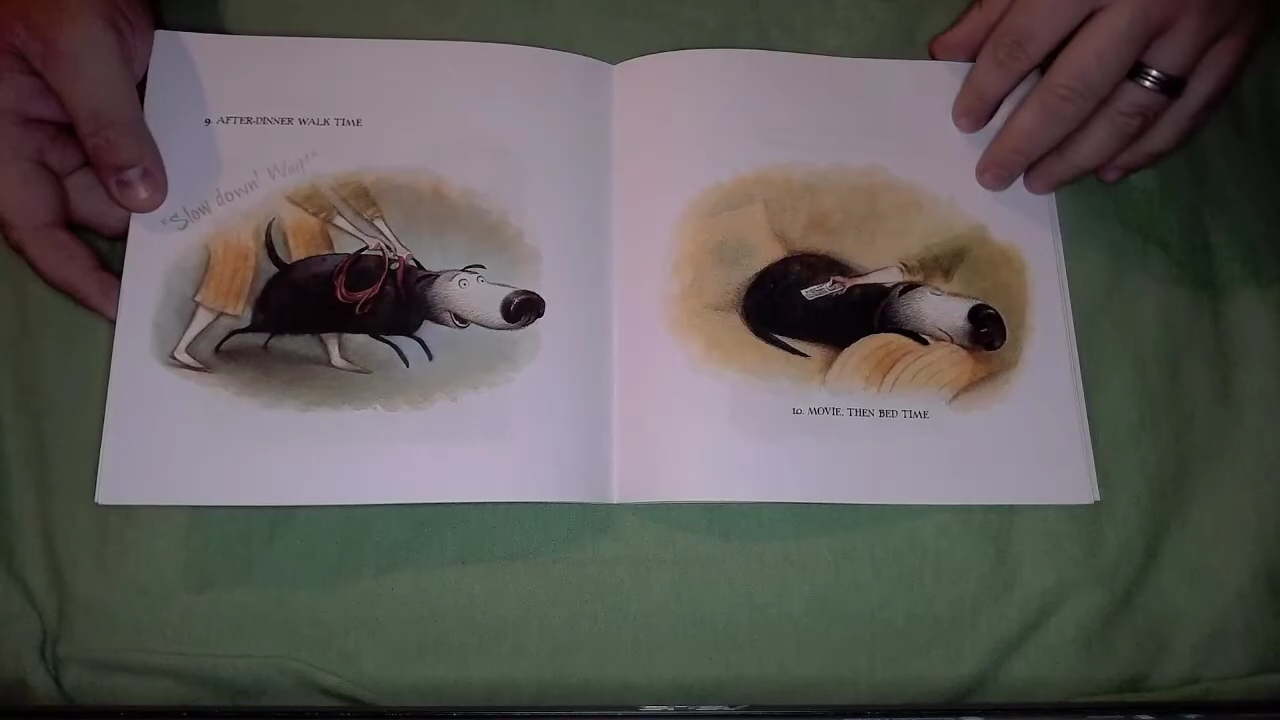 9. AFTER-DINNER WALK TIME
"Slow down! Wait!"
10. MOVIE, THEN BED TIME